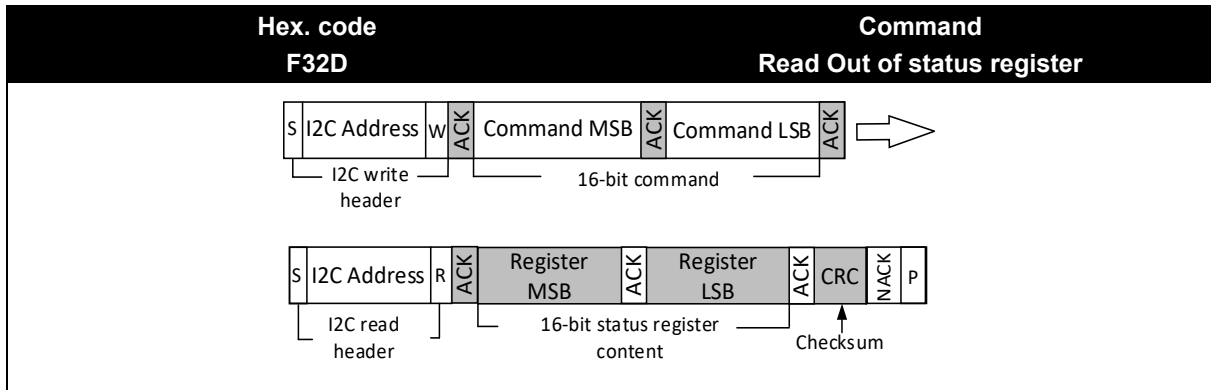 Hex. code Command
F32D Read Out of status register
S I2C Address W ACK Command MSB ACK Command LSB ACK
I2C write 16-bit command
header
S I2C Address R ACK Register MSB ACK Register LSB ACK CRC NACK P
I2C read 16-bit status register
header content Checksum